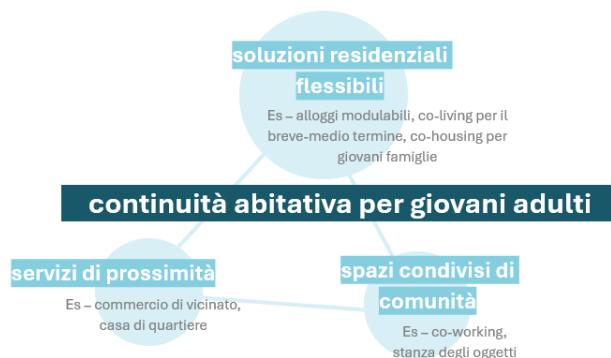 soluzioni residenziali
flessibili
Es – alloggi modulabili, co-living per il
breve-medio termine, co-housing per
giovani famiglie
continuità abitativa per giovani adulti
servizi di prossimità
Es – commercio di vicinato,
casa di quartiere
spazi condivisi di
comunità
Es – co-working,
stanza degli oggetti